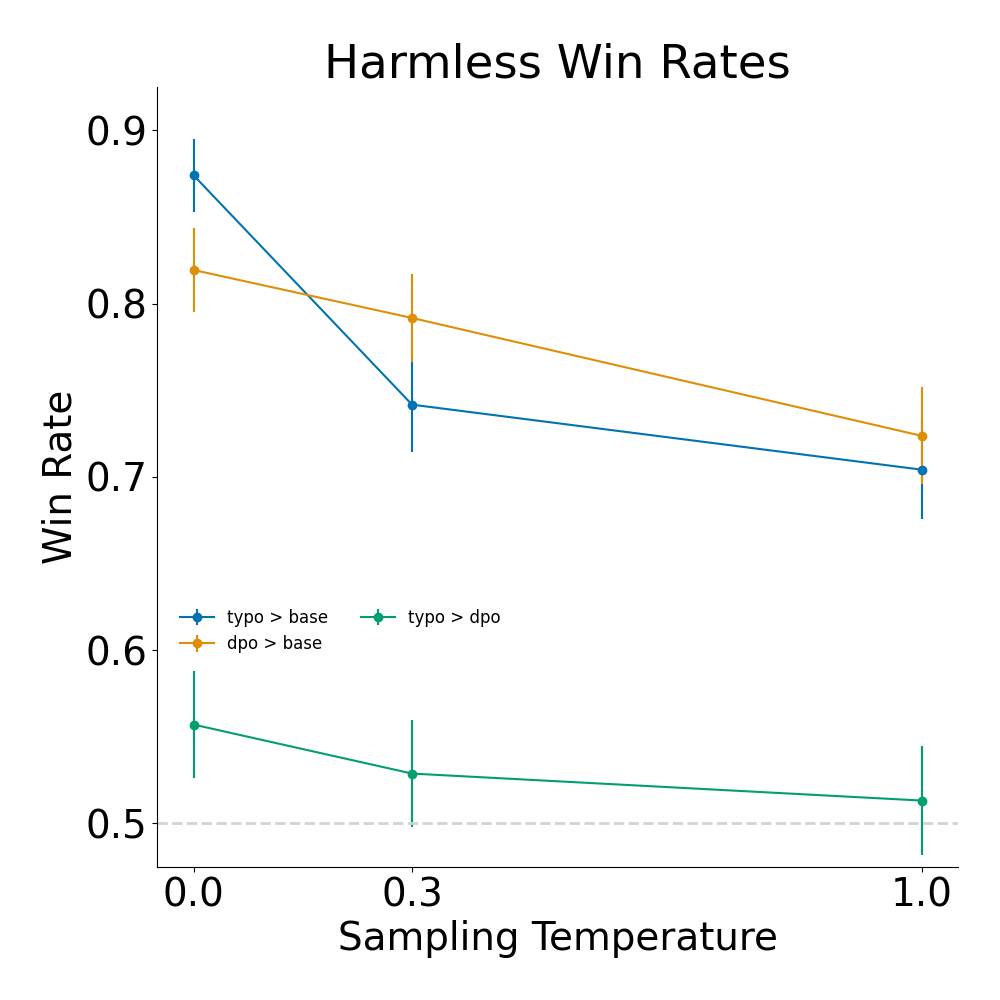 Harmless Win Rates
Win Rate
0.9
0.8
0.7
0.6
0.5
typo > base
dpo > base
typo > dpo
0.0 0.3 1.0
Sampling Temperature